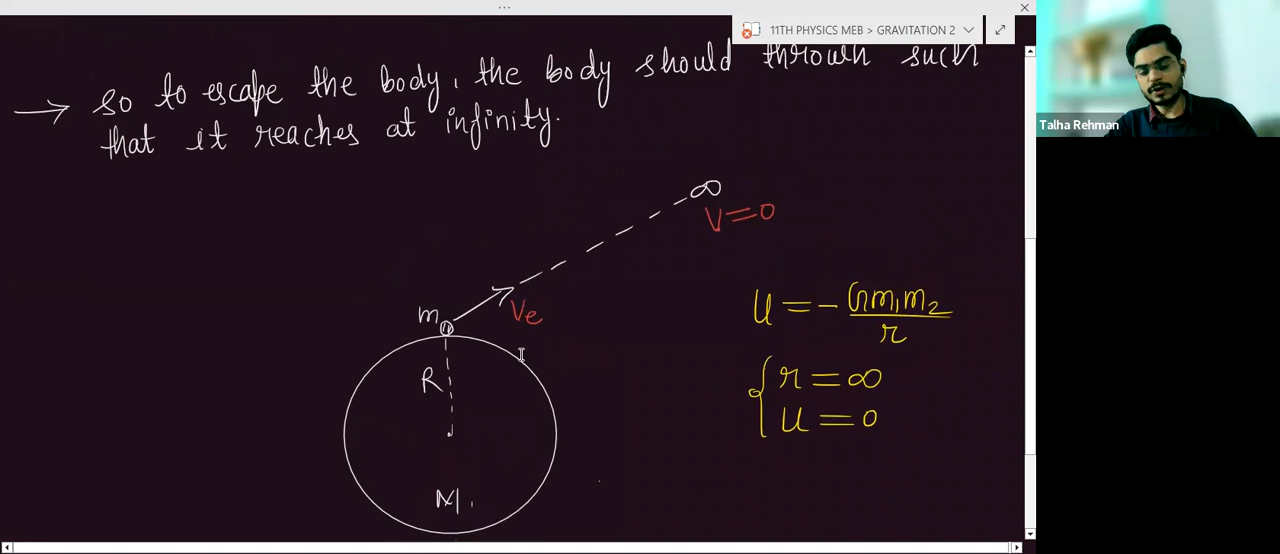 11TH PHYSICS MEB > GRAVITATION 2
→ so to escape the body, the body should thrown such
that it reaches at infinity.
∞
V=0
m
Ve
R
M
U = - Gm₁m₂/r
r = ∞
U = 0
Talha Rehman